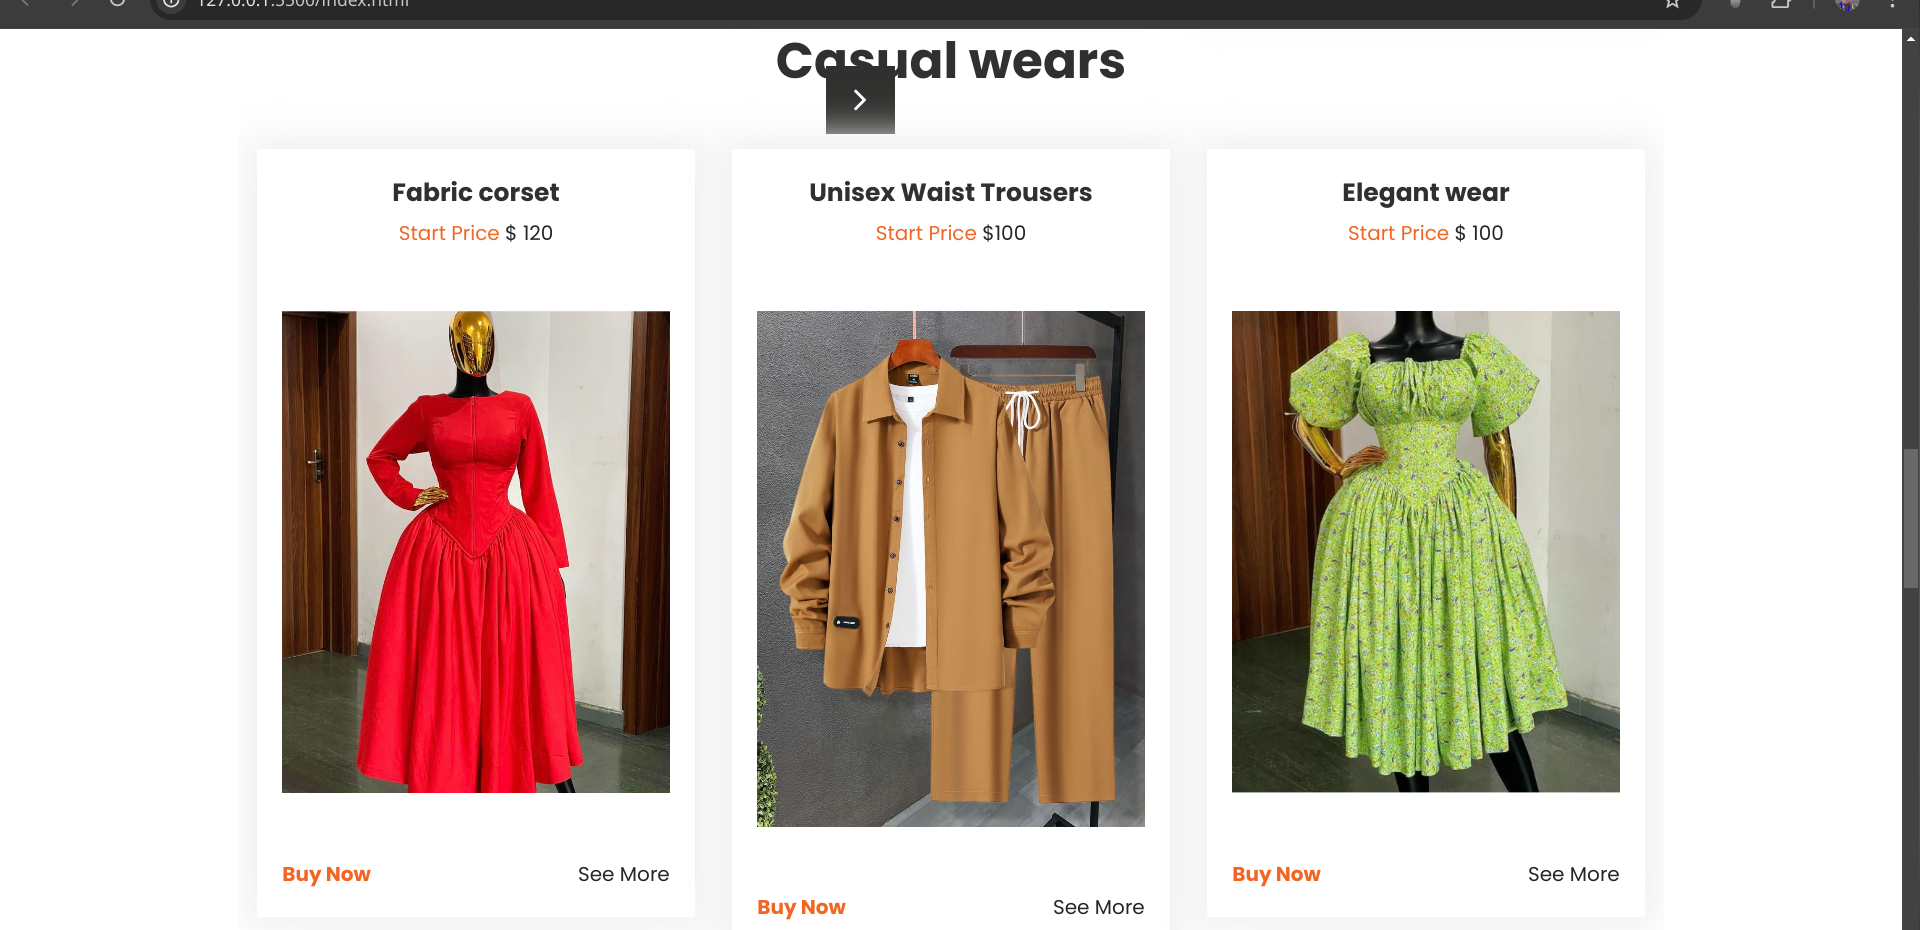 127.0.0.1:5500/index.html
Casual wears
Fabric corset
Start Price $ 120
Unisex Waist Trousers
Start Price $100
Elegant wear
Start Price $ 100
Buy Now
See More
Buy Now
See More
Buy Now
See More